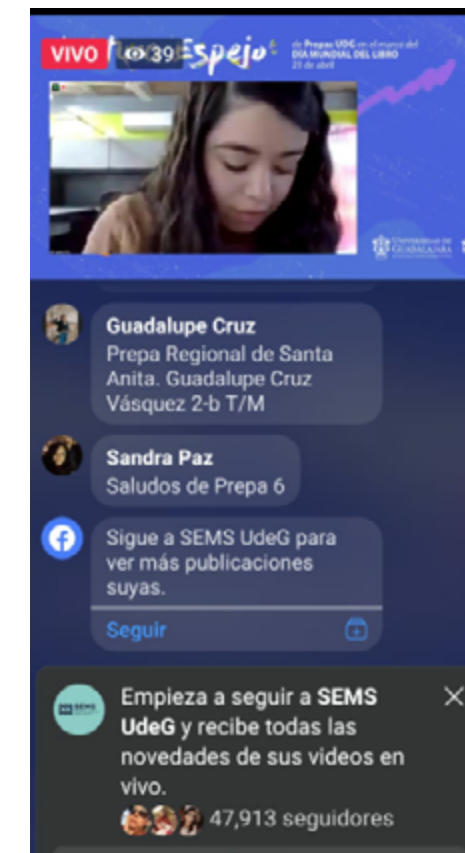 VIVO 39 Espejo
de Prepas UDG en el marco del
DÍA MUNDIAL DEL LIBRO
23 de abril
UNIVERSIDAD DE
GUADALAJARA
Guadalupe Cruz
Prepa Regional de Santa
Anita. Guadalupe Cruz
Vásquez 2-b T/M
Sandra Paz
Saludos de Prepa 6
Sigue a SEMS UdeG para
ver más publicaciones
suyas.
Seguir
SEMS
Empieza a seguir a SEMS
UdeG y recibe todas las
novedades de sus videos en
vivo.
47,913 seguidores